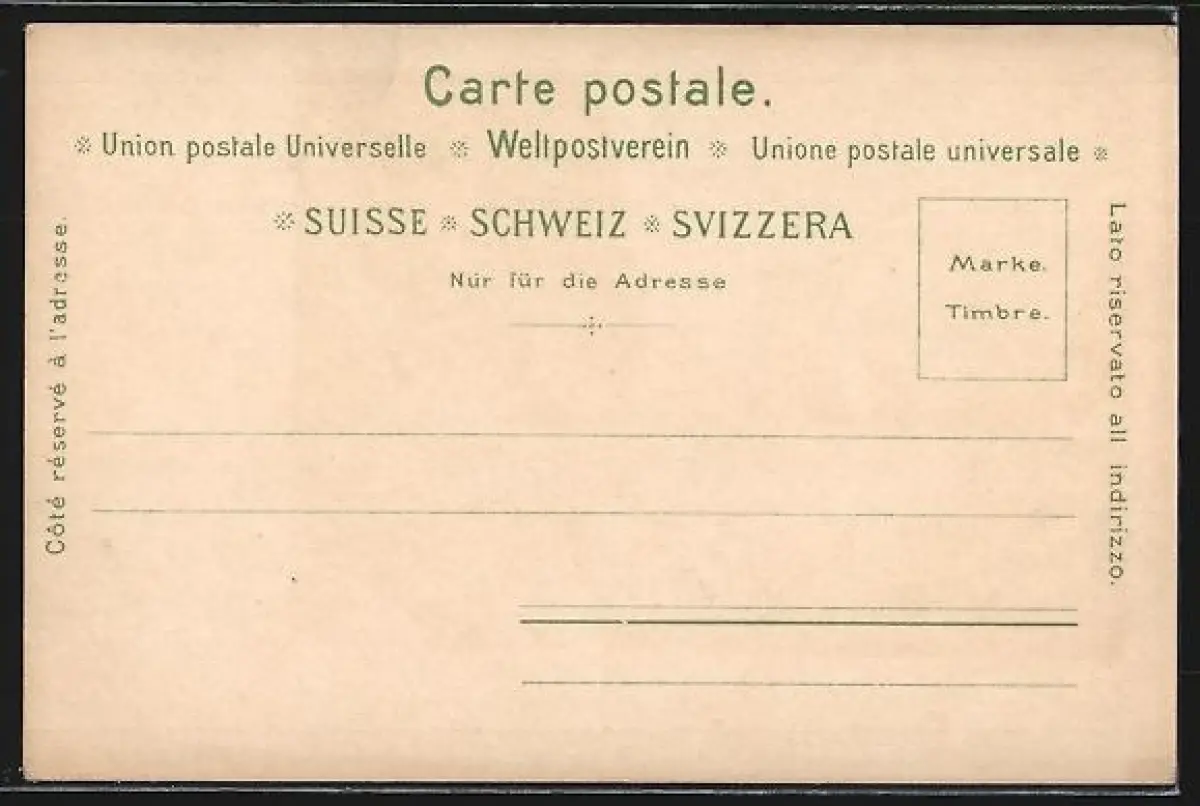 Carte postale.
Union postale Universelle Weltpostverein Unione postale universale
SUISSE SCHWEIZ SVIZZERA
Nur für die Adresse
Marke.
Timbre.
Côté réservé à l'adresse.
Lato riservato all indirizzo.